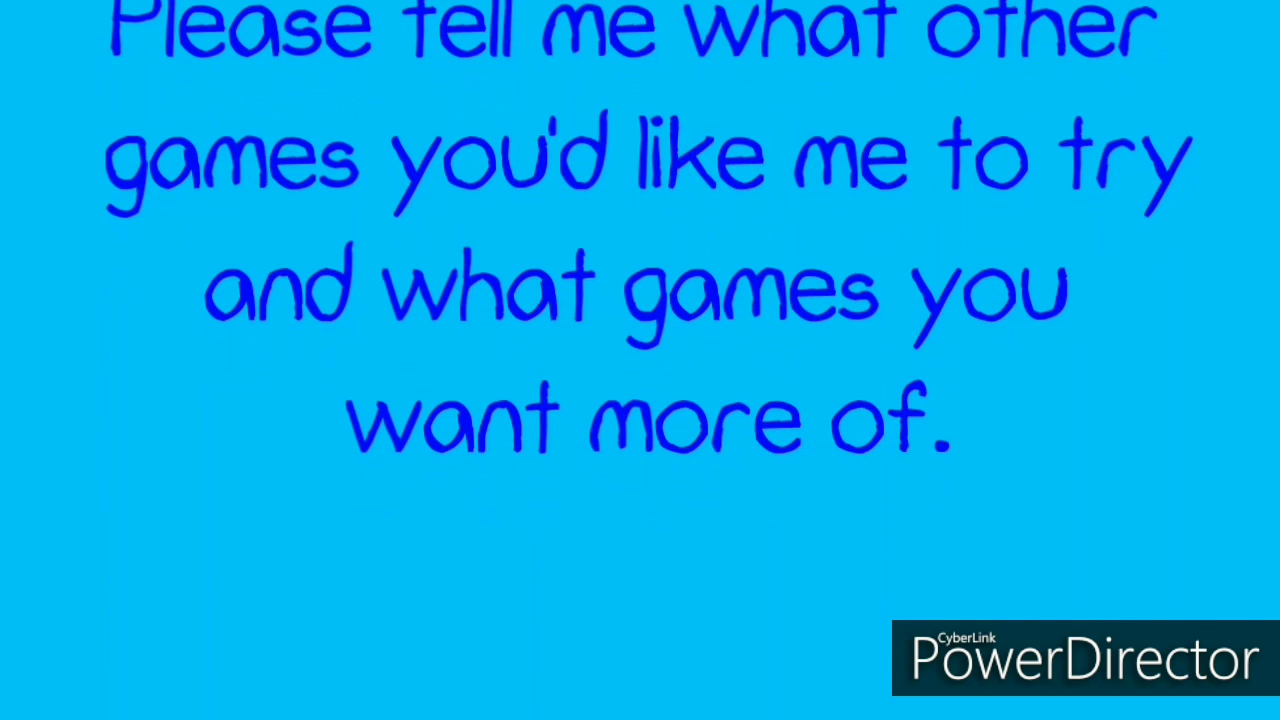 Please tell me what other
games you'd like me to try
and what games you
want more of.
CyberLink
PowerDirector